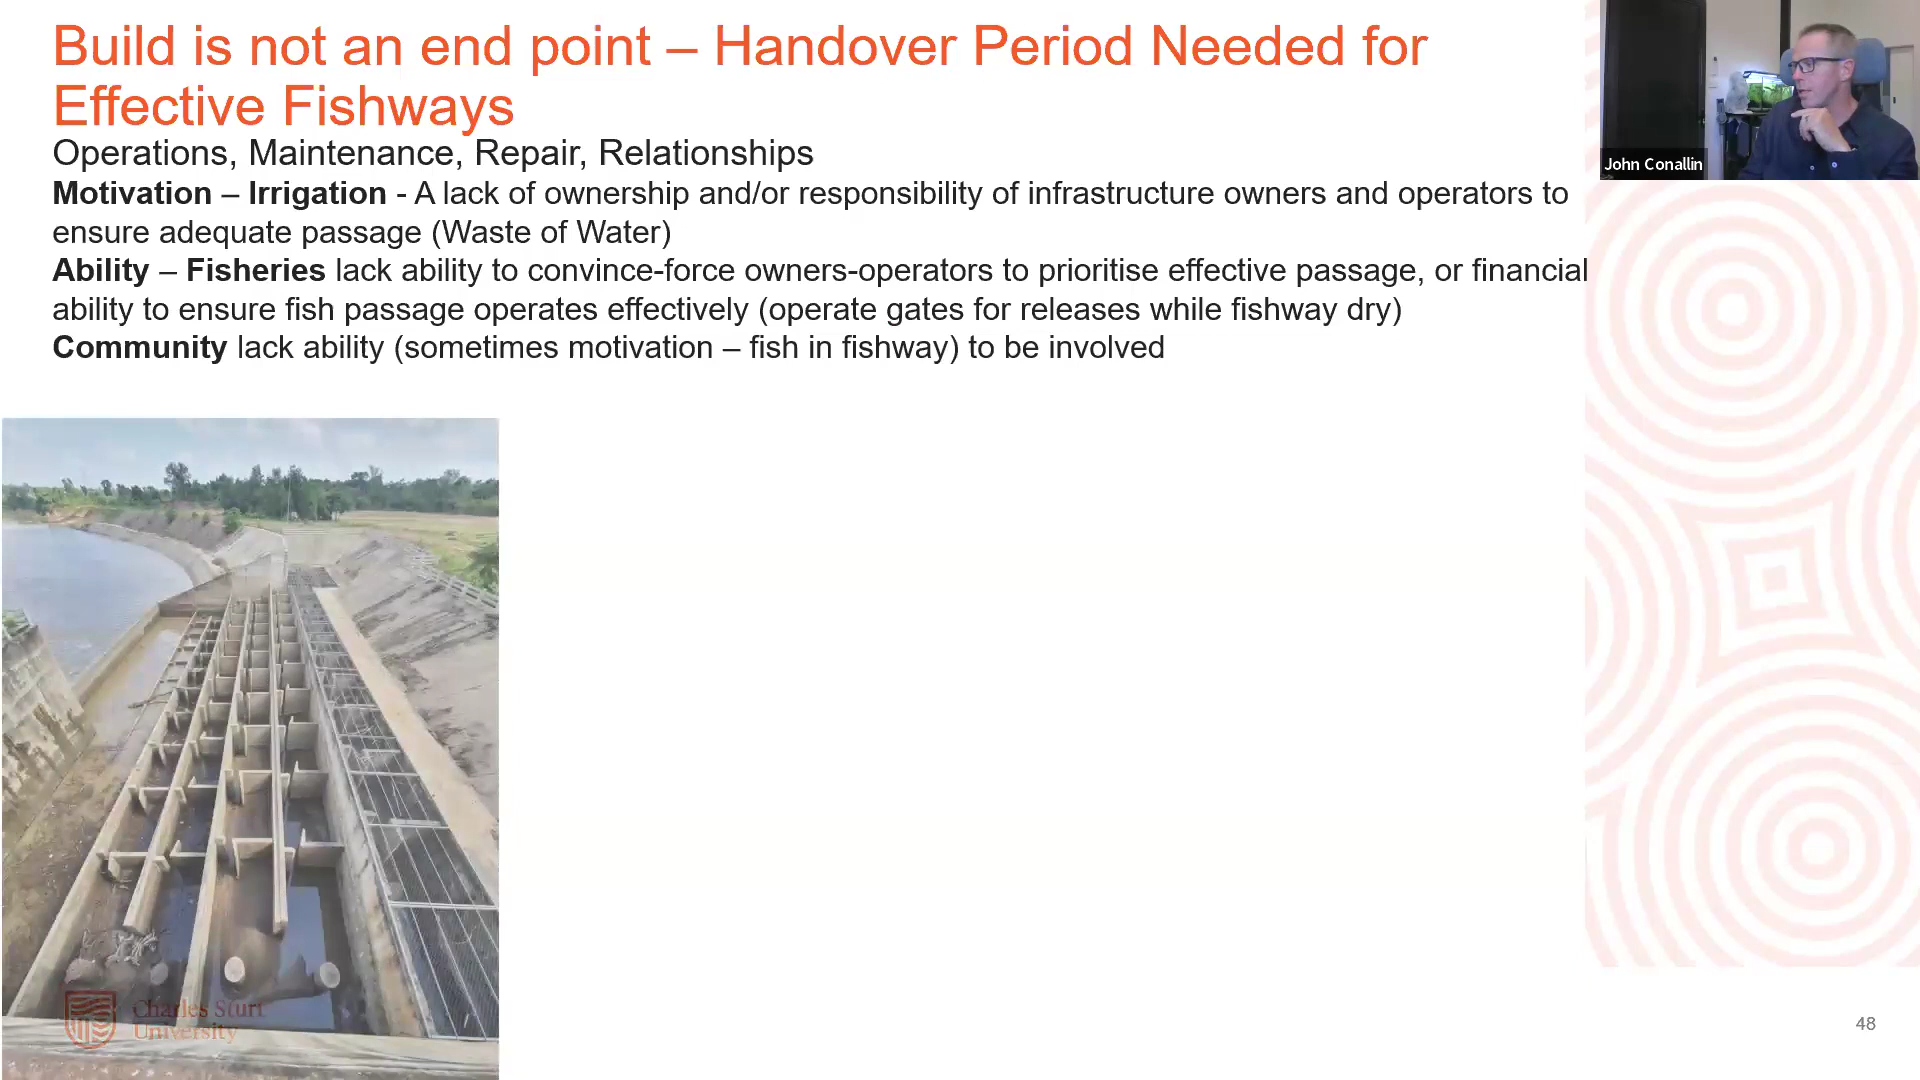 Build is not an end point – Handover Period Needed for
Effective Fishways
Operations, Maintenance, Repair, Relationships
Motivation – Irrigation - A lack of ownership and/or responsibility of infrastructure owners and operators to
ensure adequate passage (Waste of Water)
Ability – Fisheries lack ability to convince-force owners-operators to prioritise effective passage, or financial
ability to ensure fish passage operates effectively (operate gates for releases while fishway dry)
Community lack ability (sometimes motivation – fish in fishway) to be involved
John Conallin
Charles Sturt
University
48